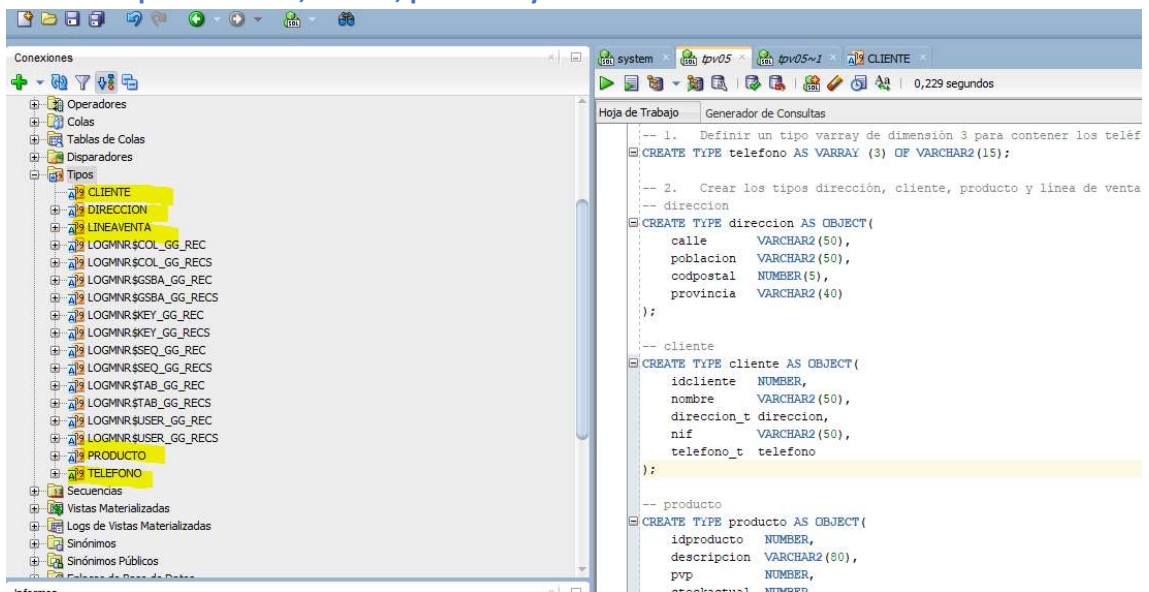 Conexiones
Operadores
Colas
Tablas de Colas
Disparadores
Tipos
CLIENTE
DIRECCION
LINEAVENTA
LOGMNR$COL_GG_REC
LOGMNR$COL_GG_RECS
LOGMNR$GSBA_GG_REC
LOGMNR$GSBA_GG_RECS
LOGMNR$KEY_GG_REC
LOGMNR$KEY_GG_RECS
LOGMNR$SEQ_GG_REC
LOGMNR$SEQ_GG_RECS
LOGMNR$TAB_GG_REC
LOGMNR$TAB_GG_RECS
LOGMNR$USER_GG_REC
LOGMNR$USER_GG_RECS
PRODUCTO
TELEFONO
Secuencias
Vistas Materializadas
Logs de Vistas Materializadas
Sinónimos
Sinónimos Públicos
system tpv05 tpv05~1 CLIENTE
0,229 segundos
Hoja de Trabajo Generador de Consultas
-- 1. Definir un tipo varray de dimensión 3 para contener los teléf
CREATE TYPE telefono AS VARRAY (3) OF VARCHAR2(15);
-- 2. Crear los tipos dirección, cliente, producto y línea de venta
-- direccion
CREATE TYPE direccion AS OBJECT(
calle VARCHAR2(50),
poblacion VARCHAR2(50),
codpostal NUMBER(5),
provincia VARCHAR2(40)
);
-- cliente
CREATE TYPE cliente AS OBJECT(
idcliente NUMBER,
nombre VARCHAR2(50),
direccion_t direccion,
nif VARCHAR2(50),
telefono_t telefono
);
-- producto
CREATE TYPE producto AS OBJECT(
idproducto NUMBER,
descripcion VARCHAR2(80),
pvp NUMBER,
stockactual NUMBER